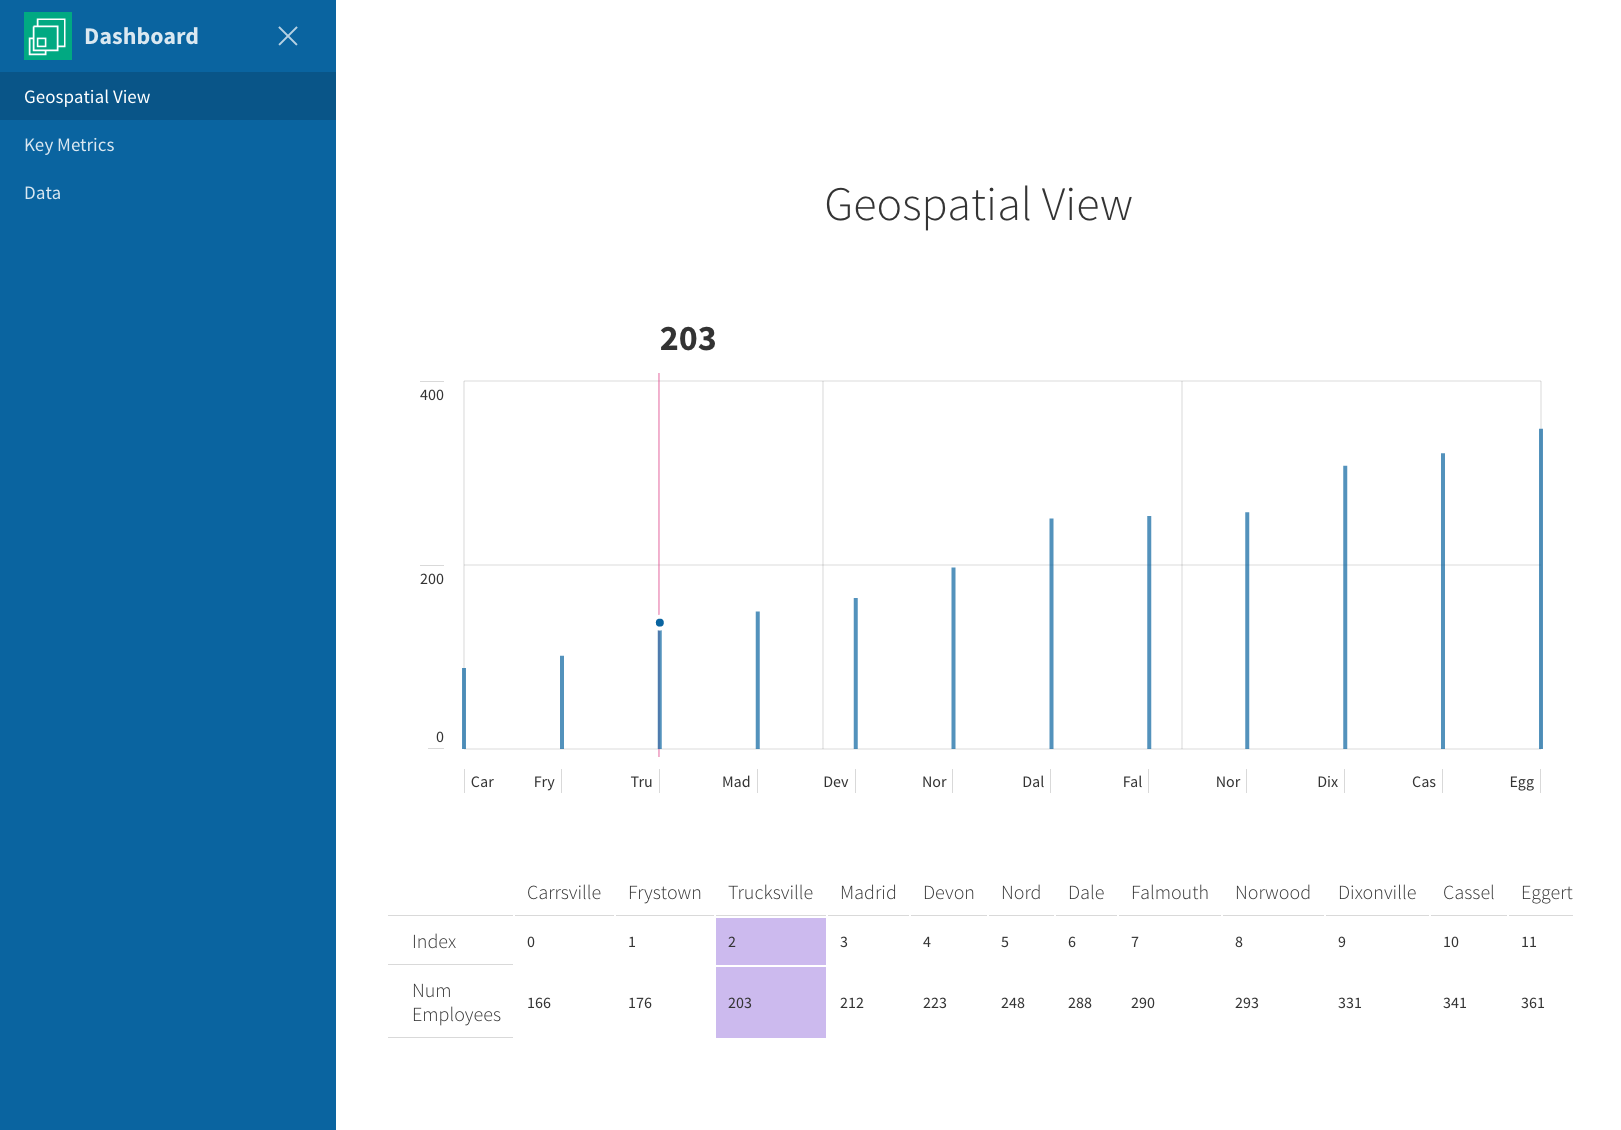 Dashboard
Geospatial View
Key Metrics
Data
Geospatial View
203
400
200
0
Car Fry Tru Mad Dev Nor Dal Fal Nor Dix Cas Egg
Carrsville Frystown Trucksville Madrid Devon Nord Dale Falmouth Norwood Dixonville Cassel Eggert
Index 0 1 2 3 4 5 6 7 8 9 10 11
Num
Employees 166 176 203 212 223 248 288 290 293 331 341 361